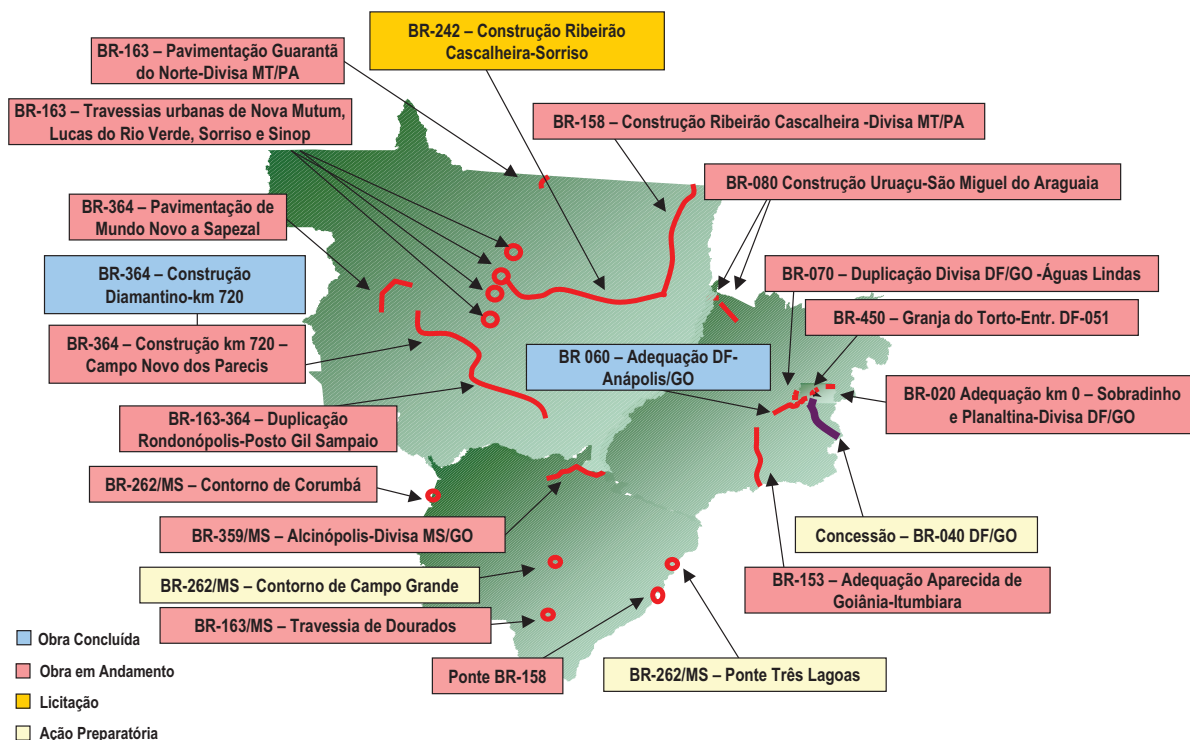 BR-242 – Construção Ribeirão
Cascalheira-Sorriso
BR-163 – Pavimentação Guarantã
do Norte-Divisa MT/PA
BR-163 – Travessias urbanas de Nova Mutum,
Lucas do Rio Verde, Sorriso e Sinop
BR-158 – Construção Ribeirão Cascalheira -Divisa MT/PA
BR-080 Construção Uruaçu-São Miguel do Araguaia
BR-364 – Pavimentação de
Mundo Novo a Sapezal
BR-364 – Construção
Diamantino-km 720
BR-070 – Duplicação Divisa DF/GO -Águas Lindas
BR-450 – Granja do Torto-Entr. DF-051
BR-364 – Construção km 720 –
Campo Novo dos Parecis
BR 060 – Adequação DF-
Anápolis/GO
BR-020 Adequação km 0 – Sobradinho
e Planaltina-Divisa DF/GO
BR-163-364 – Duplicação
Rondonópolis-Posto Gil Sampaio
BR-262/MS – Contorno de Corumbá
BR-359/MS – Alcinópolis-Divisa MS/GO
Concessão – BR-040 DF/GO
BR-262/MS – Contorno de Campo Grande
BR-153 – Adequação Aparecida de
Goiânia-Itumbiara
BR-163/MS – Travessia de Dourados
Ponte BR-158
BR-262/MS – Ponte Três Lagoas
Obra Concluída
Obra em Andamento
Licitação
Ação Preparatória